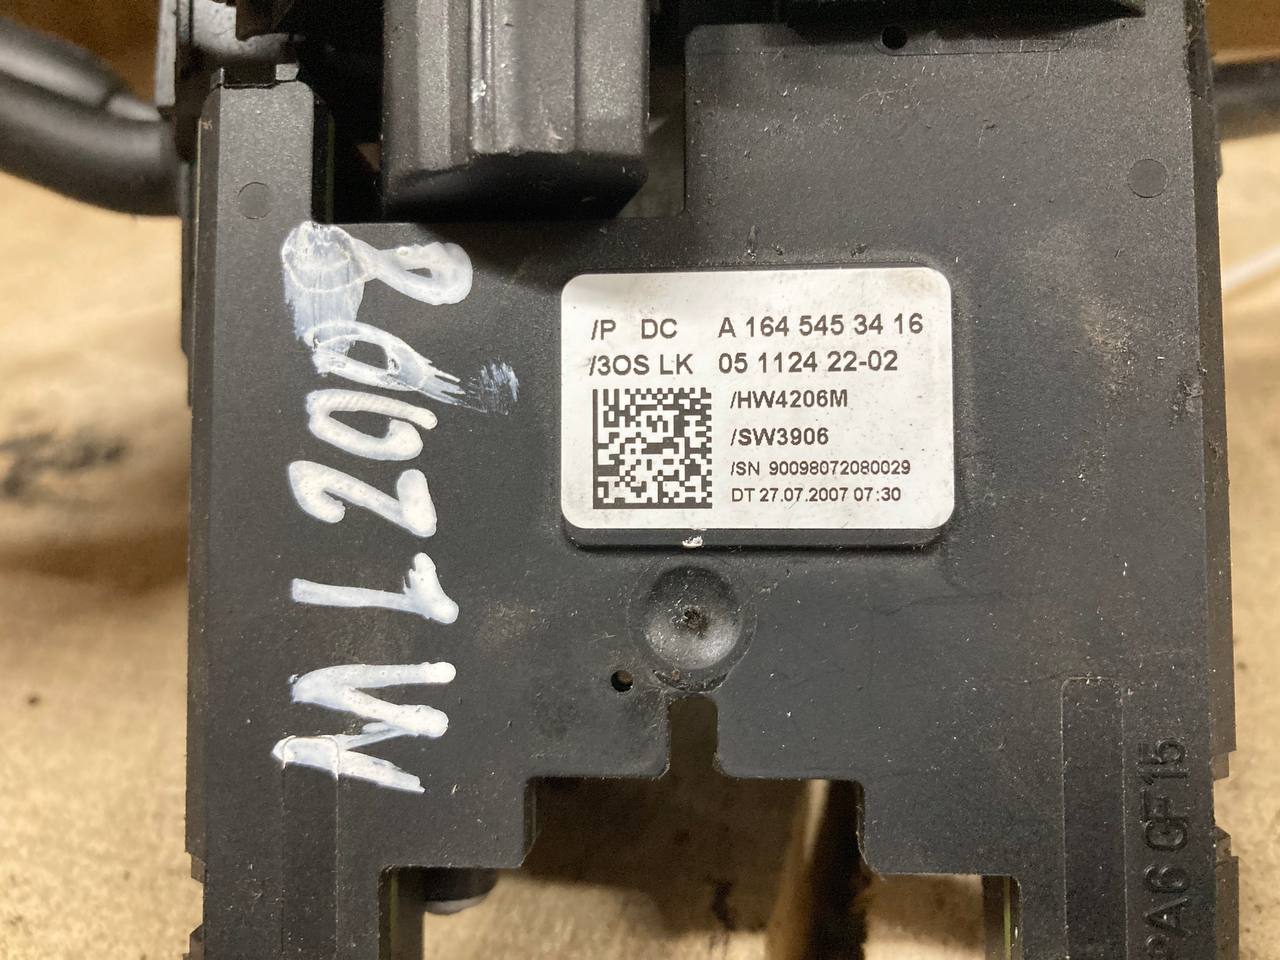 /P DC A 164 545 34 16
/3OS LK 05 1124 22-02
/HW4206M
/SW3906
/SN 90098072080029
DT 27.07.2007 07:30
PA6 GF15